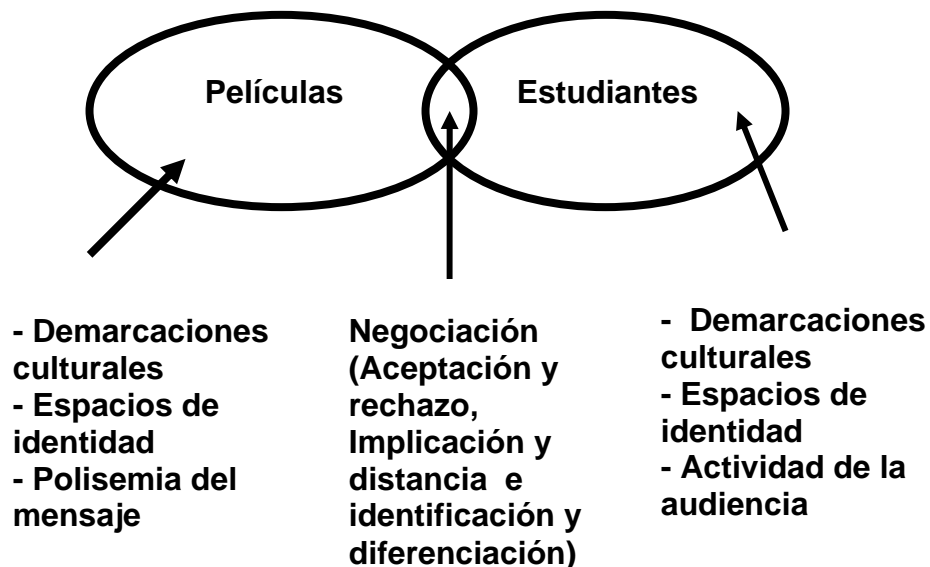 Películas
Estudiantes
- Demarcaciones
culturales
- Espacios de
identidad
- Polisemia del
mensaje
Negociación
(Aceptación y
rechazo,
Implicación y
distancia e
identificación y
diferenciación)
- Demarcaciones
culturales
- Espacios de
identidad
- Actividad de la
audiencia